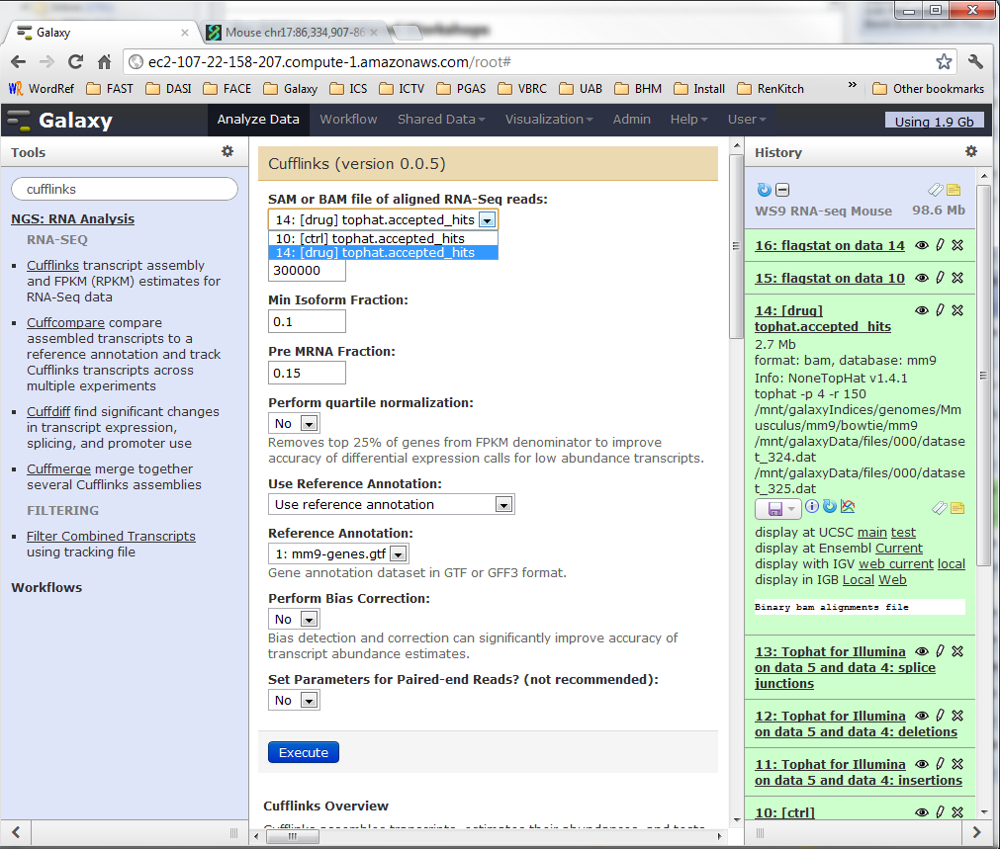 Galaxy
Mouse chr17:86,334,907-86
ec2-107-22-158-207.compute-1.amazonaws.com/root#
WordRef FAST DASI FACE Galaxy ICS ICTV PGAS VBRC UAB BHM Install RenKitch » Other bookmarks
Galaxy
Analyze Data Workflow Shared Data Visualization Admin Help User Using 1.9 Gb
Tools
cufflinks
NGS: RNA Analysis
RNA-SEQ
Cufflinks transcript assembly
and FPKM (RPKM) estimates for
RNA-Seq data
Cuffcompare compare
assembled transcripts to a
reference annotation and track
Cufflinks transcripts across
multiple experiments
Cuffdiff find significant changes
in transcript expression,
splicing, and promoter use
Cuffmerge merge together
several Cufflinks assemblies
FILTERING
Filter Combined Transcripts
using tracking file
Workflows
Cufflinks (version 0.0.5)
SAM or BAM file of aligned RNA-Seq reads:
14: [drug] tophat.accepted_hits
10: [ctrl] tophat.accepted_hits
14: [drug] tophat.accepted_hits
300000
Min Isoform Fraction:
0.1
Pre MRNA Fraction:
0.15
Perform quartile normalization:
No
Removes top 25% of genes from FPKM denominator to improve
accuracy of differential expression calls for low abundance transcripts.
Use Reference Annotation:
Use reference annotation
Reference Annotation:
1: mm9-genes.gtf
Gene annotation dataset in GTF or GFF3 format.
Perform Bias Correction:
No
Bias detection and correction can significantly improve accuracy of
transcript abundance estimates.
Set Parameters for Paired-end Reads? (not recommended):
No
Execute
Cufflinks Overview
Cufflinks assembles transcripts, estimates their abundances, and tests
History
WS9 RNA-seq Mouse 98.6 Mb
16: flagstat on data 14
15: flagstat on data 10
14: [drug]
tophat.accepted_hits
2.7 Mb
format: bam, database: mm9
Info: NoneTopHat v1.4.1
tophat -p 4 -r 150
/mnt/galaxyIndices/genomes/Mm
usculus/mm9/bowtie/mm9
/mnt/galaxyData/files/000/datase
t_324.dat
/mnt/galaxyData/files/000/datase
t_325.dat
display at UCSC main test
display at Ensembl Current
display with IGV web current local
display in IGB Local Web
Binary bam alignments file
13: Tophat for Illumina
on data 5 and data 4: splice
junctions
12: Tophat for Illumina
on data 5 and data 4: deletions
11: Tophat for Illumina
on data 5 and data 4: insertions
10: [ctrl]